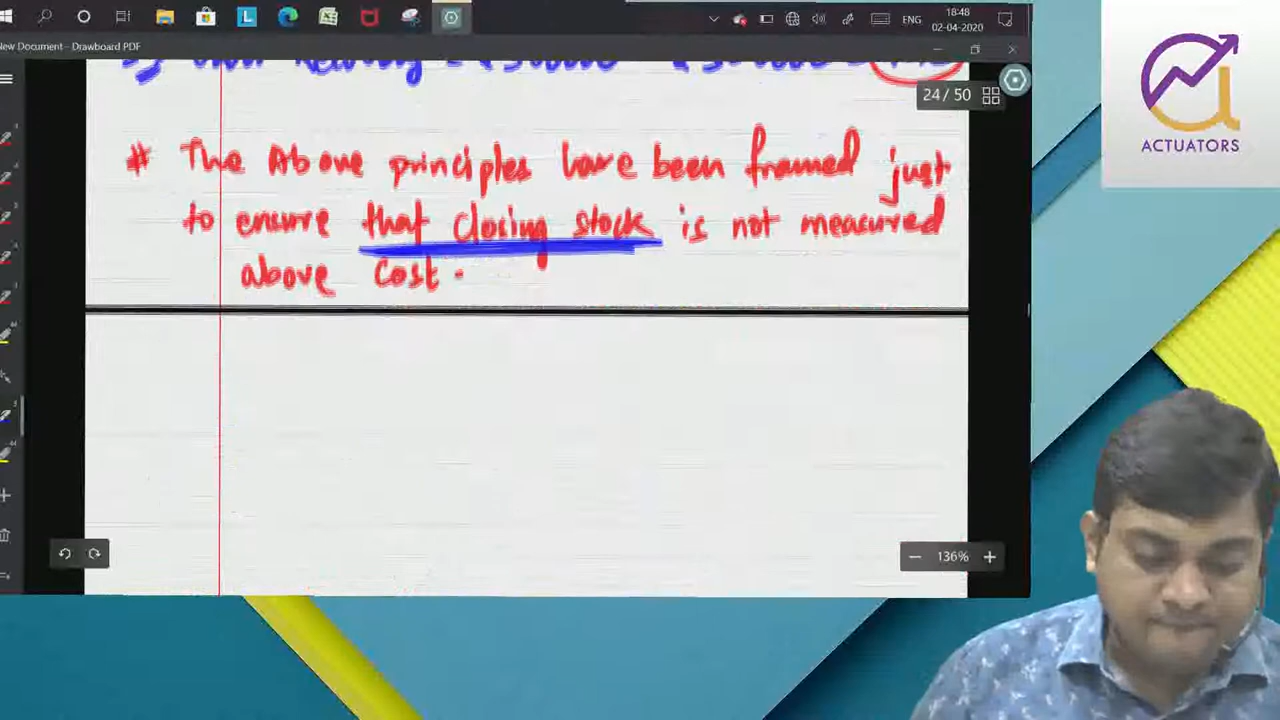 18:48
ENG
02-04-2020
New Document - Drawboard PDF
24 / 50
# The Above principles have been framed just
to ensure that closing stock is not measured
above cost.
136%
ACTUATORS